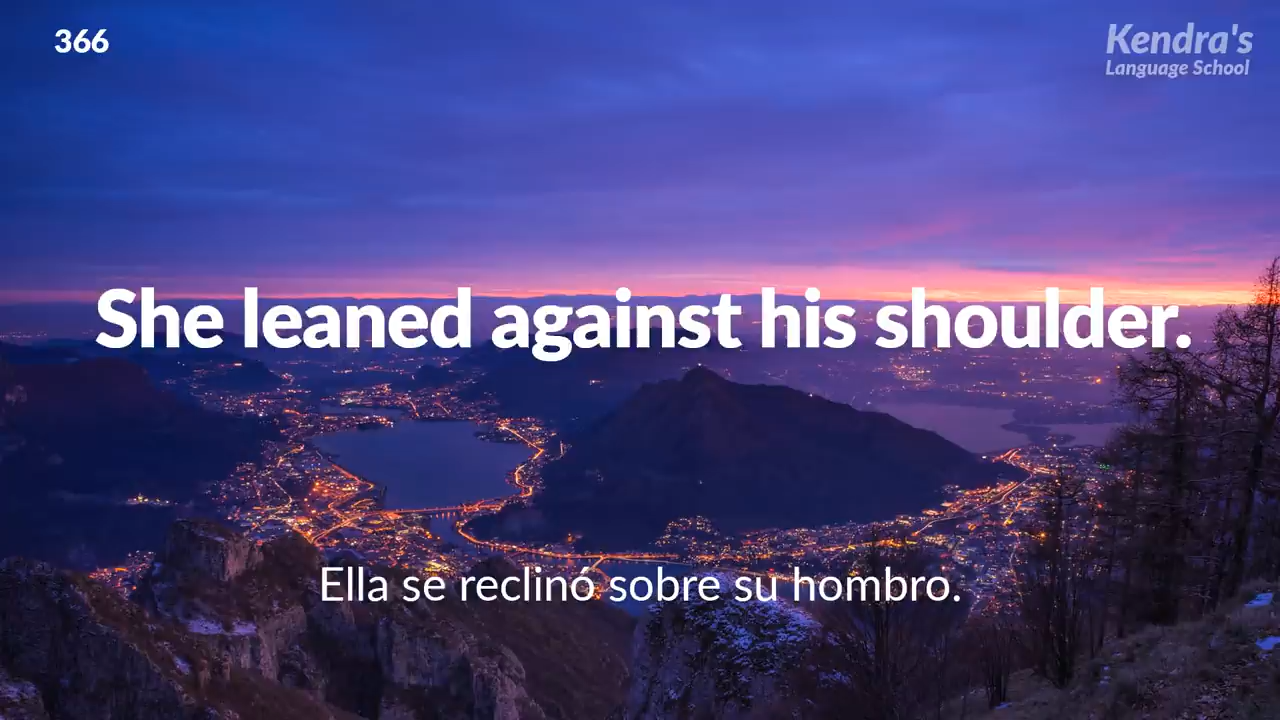 366
Kendra's
Language School
She leaned against his shoulder.
Ella se reclinó sobre su hombro.